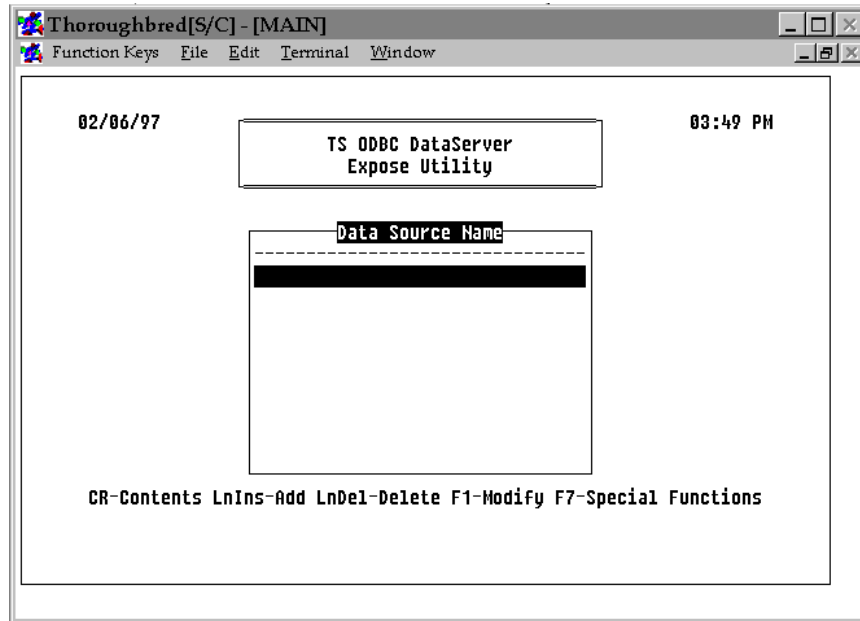 Thoroughbred[S/C] - [MAIN]
Function Keys File Edit Terminal Window
02/06/97 03:49 PM
TS ODBC DataServer
Expose Utility
Data Source Name
-------------------------------
CR-Contents LnIns-Add LnDel-Delete F1-Modify F7-Special Functions